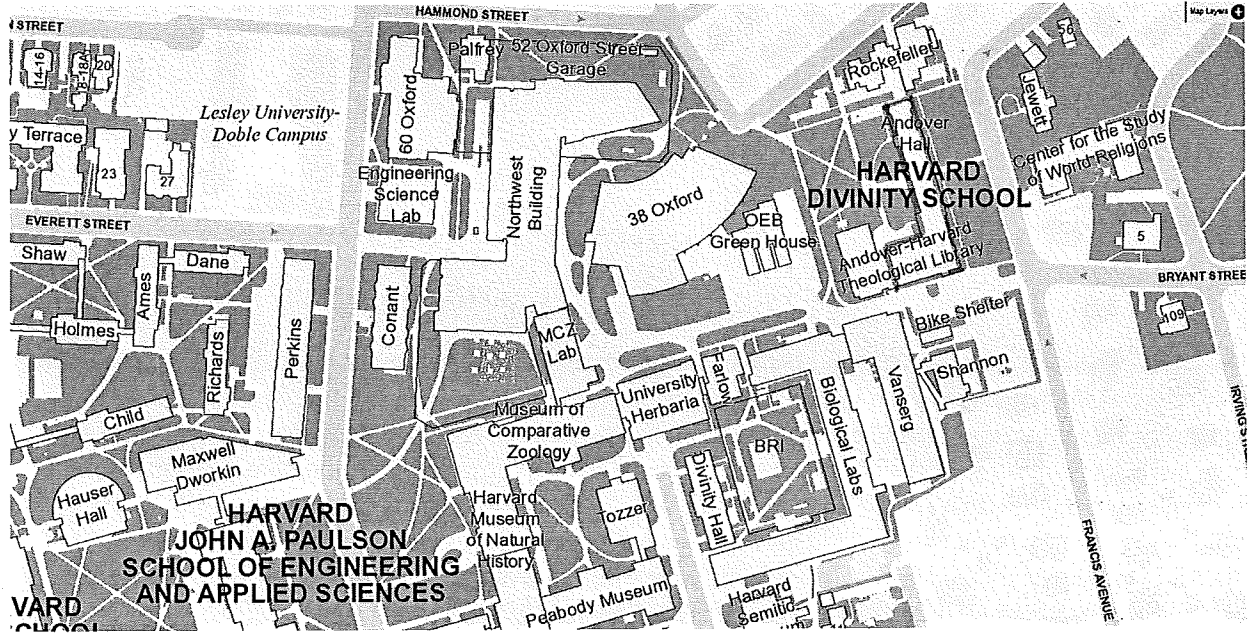 HAMMOND STREET
Map Layers
N STREET
14-16
20
Palfrey
52 Oxford Street
Garage
60 Oxford
Rockefeller
56
Jewett
Lesley University-
Doble Campus
y Terrace
23
27
Andover
Hall
Center for the Study
of World Religions
Engineering
Science
Lab
Northwest
Building
38 Oxford
HARVARD
DIVINITY SCHOOL
OEB
Green House
5
EVERETT STREET
Shaw
Ames
Dane
Andover-Harvard
Theological Library
BRYANT STREE
Holmes
Richards
Perkins
Conant
MCZ
Lab
Bike Shelter
109
Shannon
Farlow
University
Herbaria
Biological Labs
Vanserg
IRVING STREE
Child
Museum of
Comparative
Zoology
Maxwell
Dworkin
BRI
Divinity Hall
Hauser
Hall
Harvard
Museum
of Natural
History
Tozzer
HARVARD
JOHN A. PAULSON
SCHOOL OF ENGINEERING
AND APPLIED SCIENCES
FRANCIS AVENUE
Peabody Museum
Harvard
Semitic
VARD